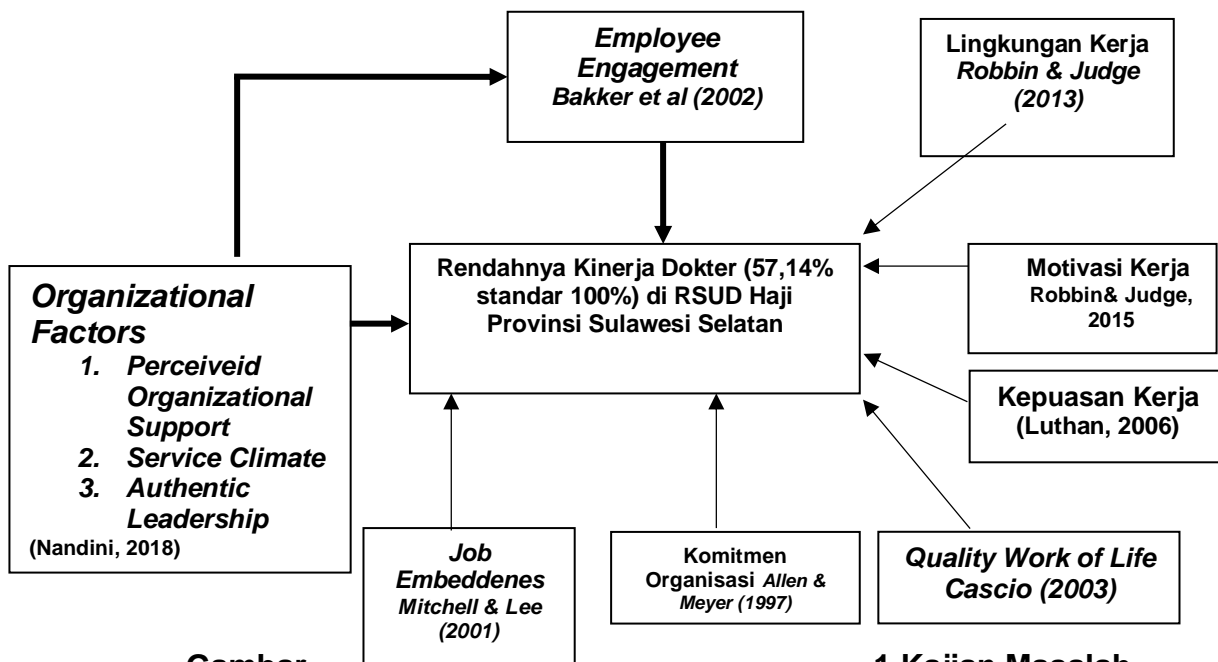 Employee
Engagement
Bakker et al (2002)
Lingkungan Kerja
Robbin & Judge
(2013)
Organizational
Factors
1. Perceiveid
Organizational
Support
2. Service Climate
3. Authentic
Leadership
(Nandini, 2018)
Rendahnya Kinerja Dokter (57,14%
standar 100%) di RSUD Haji
Provinsi Sulawesi Selatan
Motivasi Kerja
Robbin& Judge,
2015
Kepuasan Kerja
(Luthan, 2006)
Job
Embeddenes
Mitchell & Lee
(2001)
Komitmen
Organisasi Allen &
Meyer (1997)
Quality Work of Life
Cascio (2003)
Gambar
1 Kajian Masalah